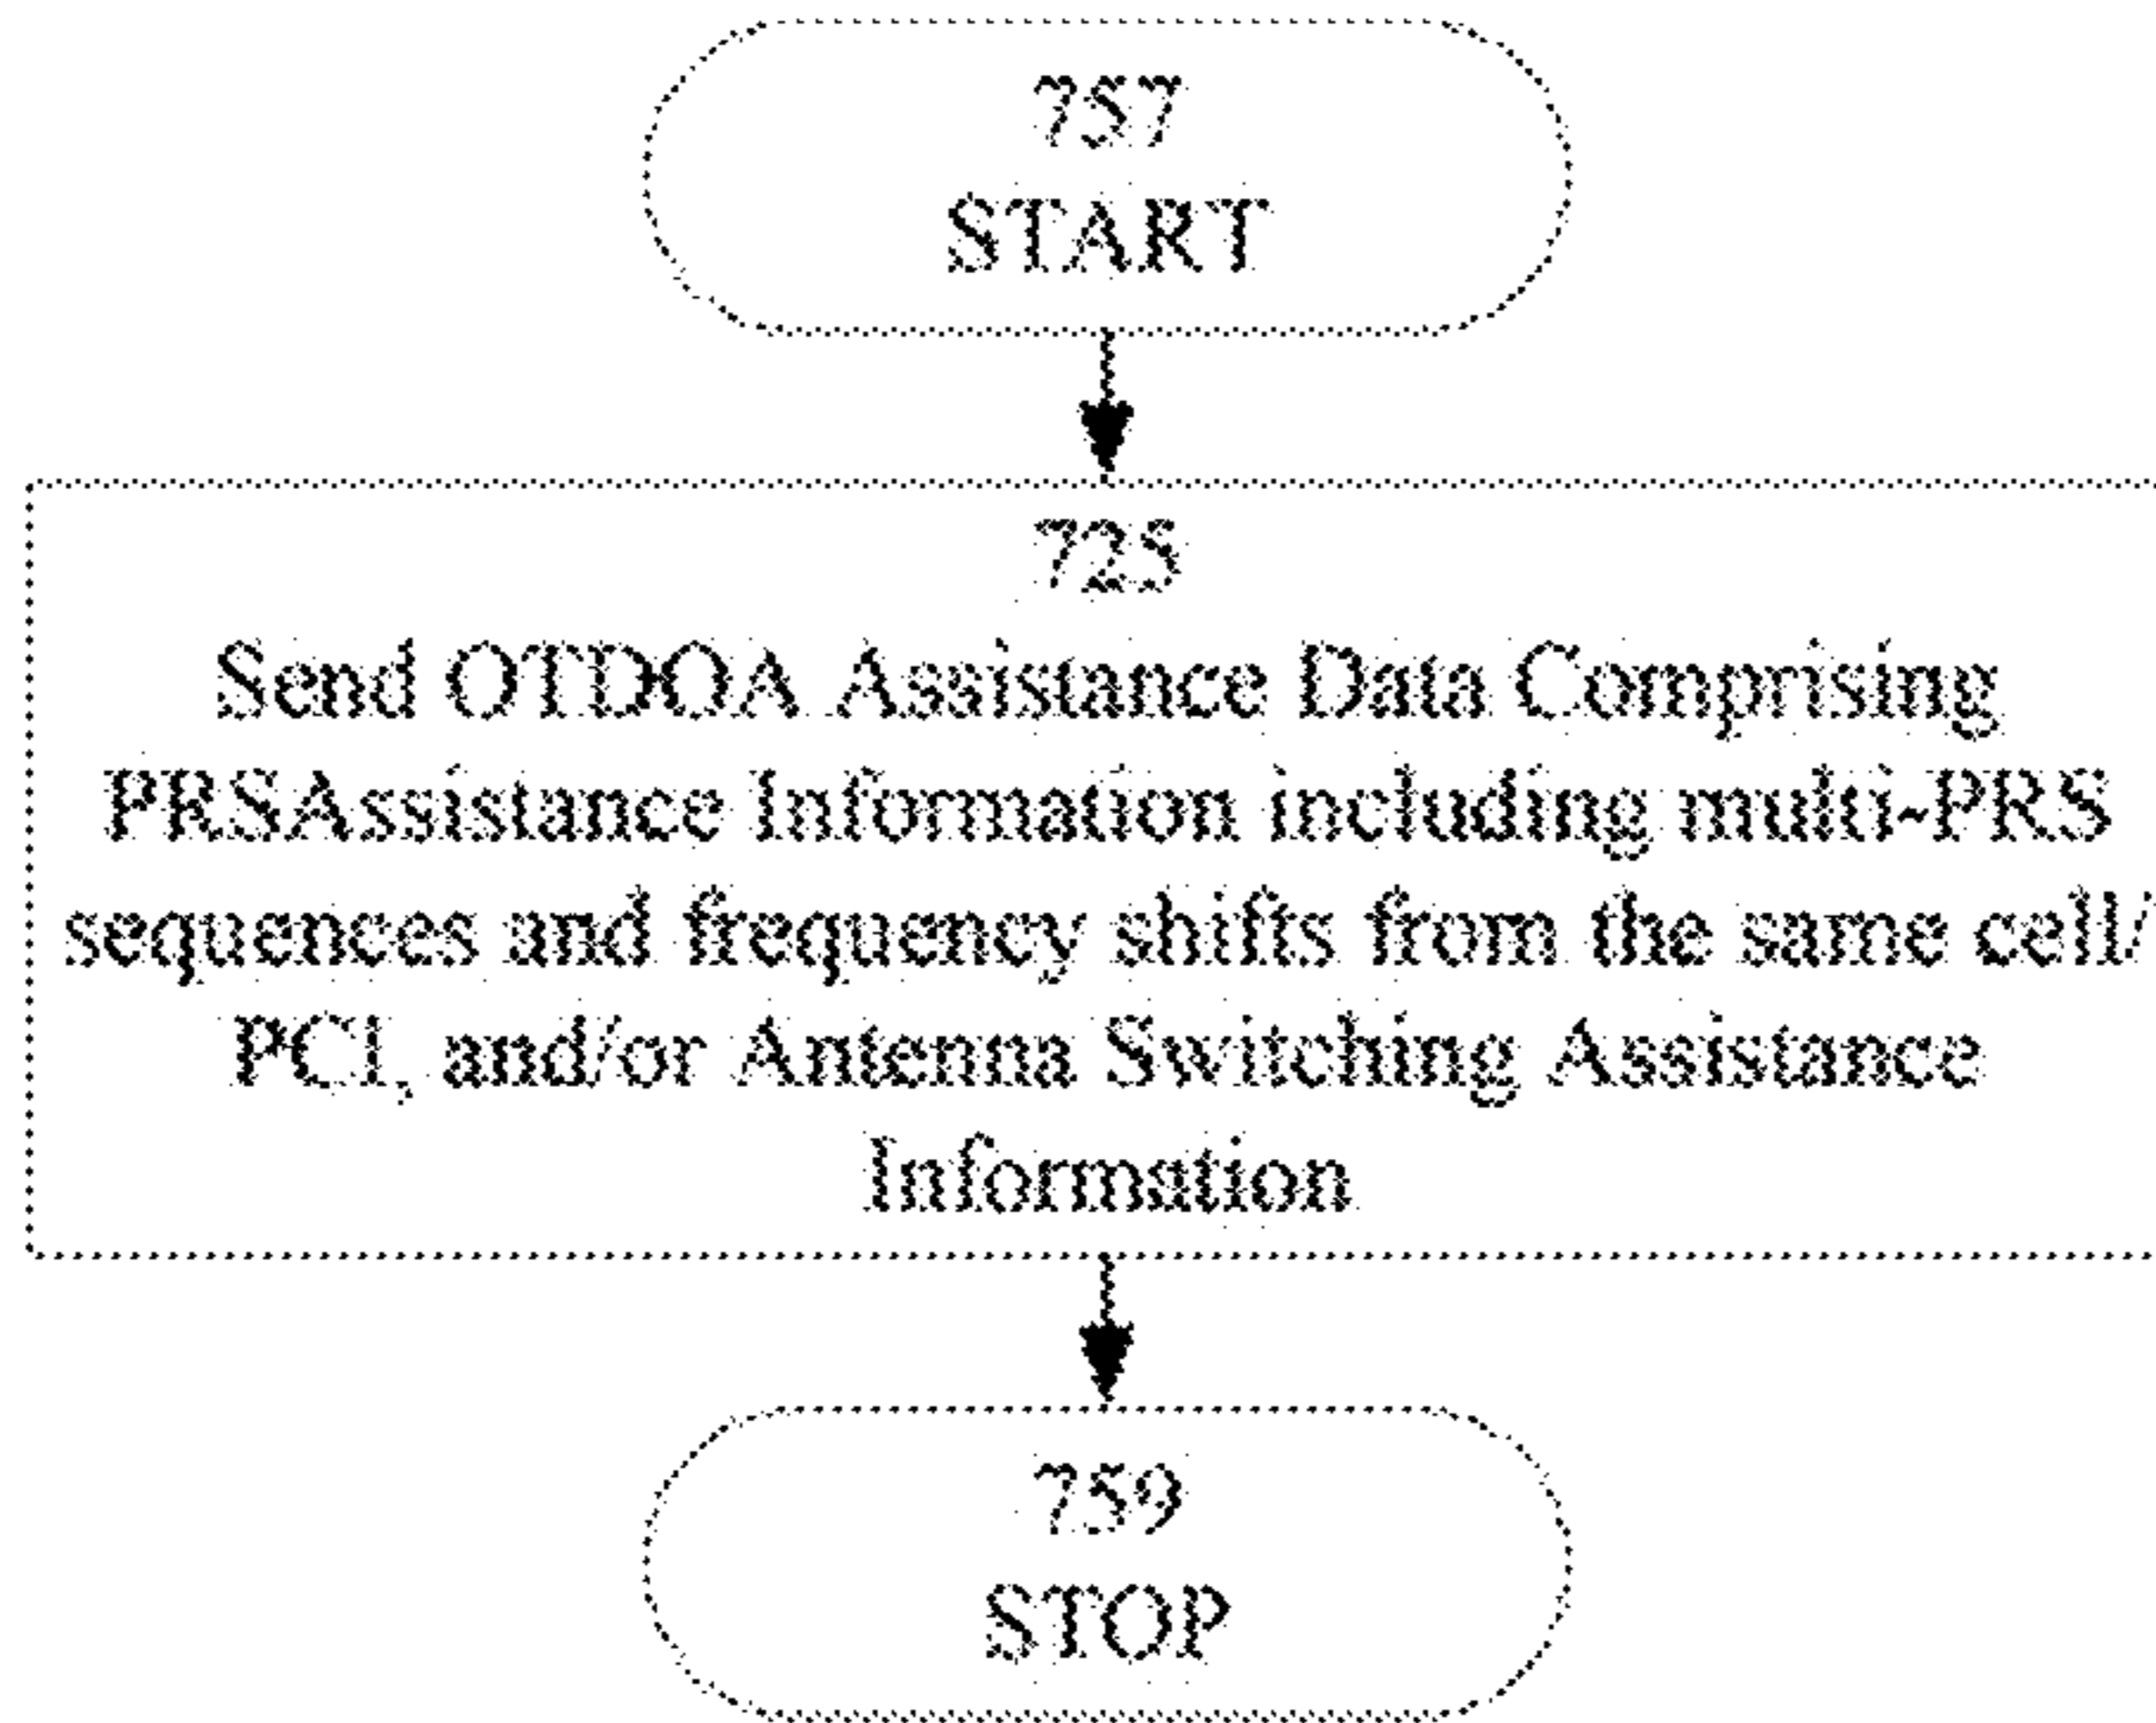 757
START
725
Send OTDOA Assistance Data Comprising
PRSAssistance Information including multi-PRS
sequences and frequency shifts from the same cell/
PCI, and/or Antenna Switching Assistance
Information
759
STOP